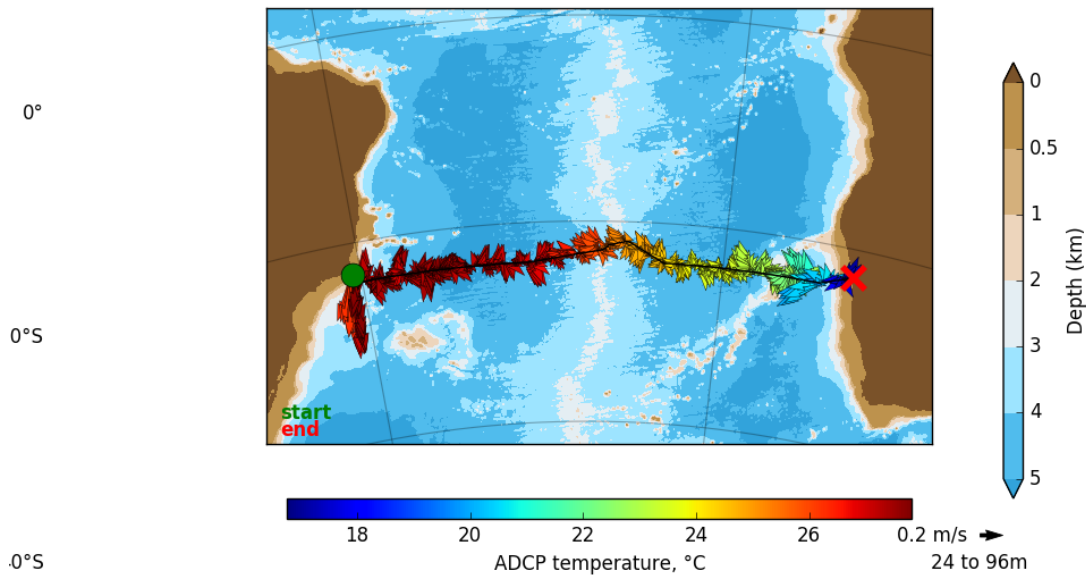 0°
0°S
-0°S
start
end
0
0.5
1
2
3
4
5
Depth (km)
18 20 22 24 26 0.2 m/s
ADCP temperature, °C 24 to 96m